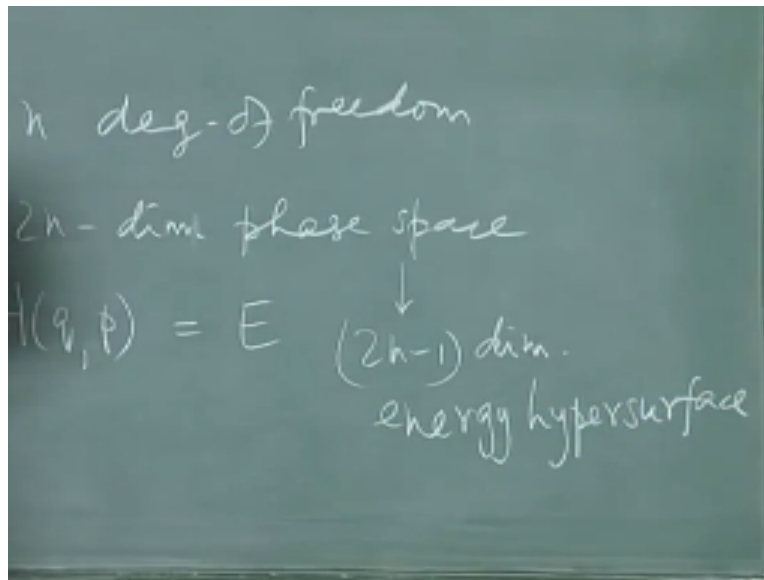 n deg. of freedom
2n-dim. phase space
↓
H(q, p) = E (2n-1) dim.
energy hypersurface